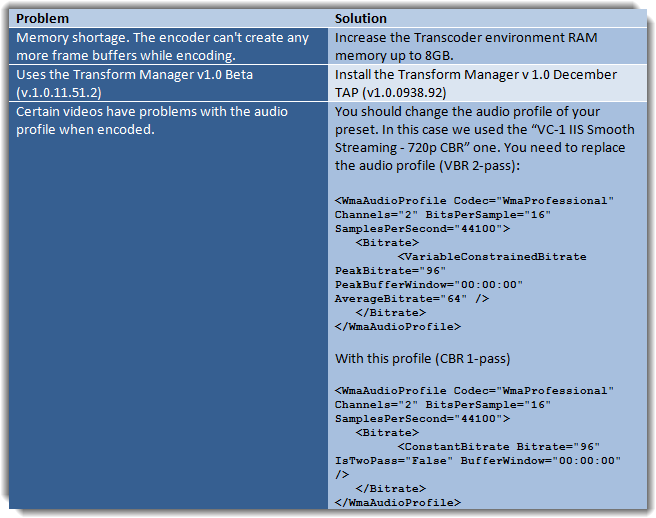 Problem
Solution
Memory shortage. The encoder can't create any
more frame buffers while encoding.
Increase the Transcoder environment RAM
memory up to 8GB.
Uses the Transform Manager v1.0 Beta
(v.1.0.11.51.2)
Install the Transform Manager v 1.0 December
TAP (v1.0.0938.92)
Certain videos have problems with the audio
profile when encoded.
You should change the audio profile of your
preset. In this case we used the “VC-1 IIS Smooth
Streaming - 720p CBR” one. You need to replace
the audio profile (VBR 2-pass):
<WmaAudioProfile Codec="WmaProfessional"
Channels="2" BitsPerSample="16"
SamplesPerSecond="44100">
<Bitrate>
<VariableConstrainedBitrate
PeakBitrate="96"
PeakBufferWindow="00:00:00"
AverageBitrate="64" />
</Bitrate>
</WmaAudioProfile>
With this profile (CBR 1-pass)
<WmaAudioProfile Codec="WmaProfessional"
Channels="2" BitsPerSample="16"
SamplesPerSecond="44100">
<Bitrate>
<ConstantBitrate Bitrate="96"
IsTwoPass="False" BufferWindow="00:00:00"
/>
</Bitrate>
</WmaAudioProfile>